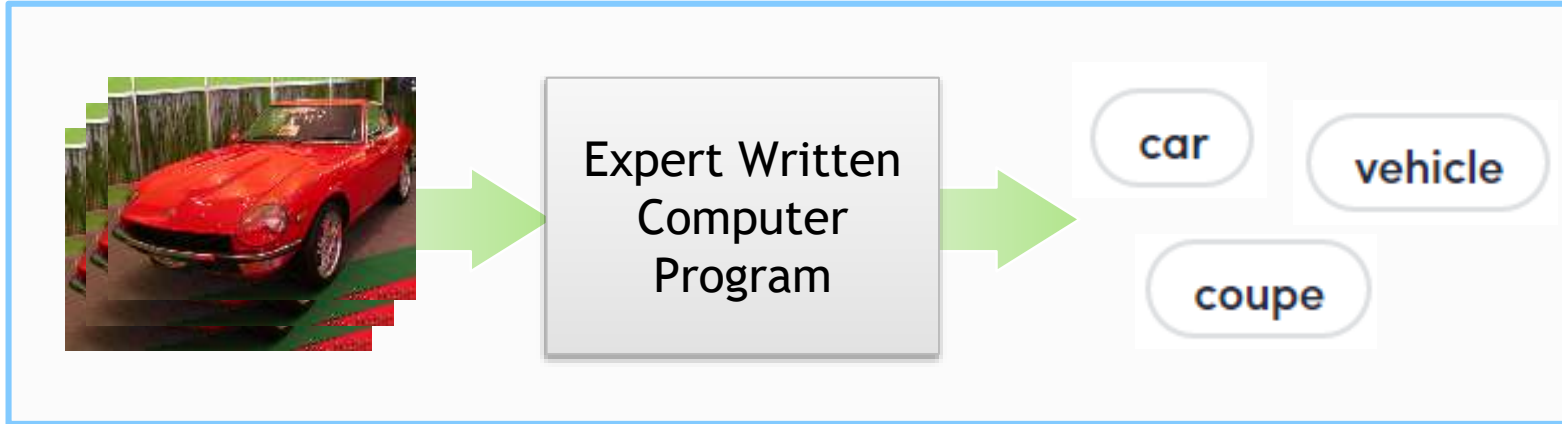 Expert Written
Computer
Program
car
vehicle
coupe